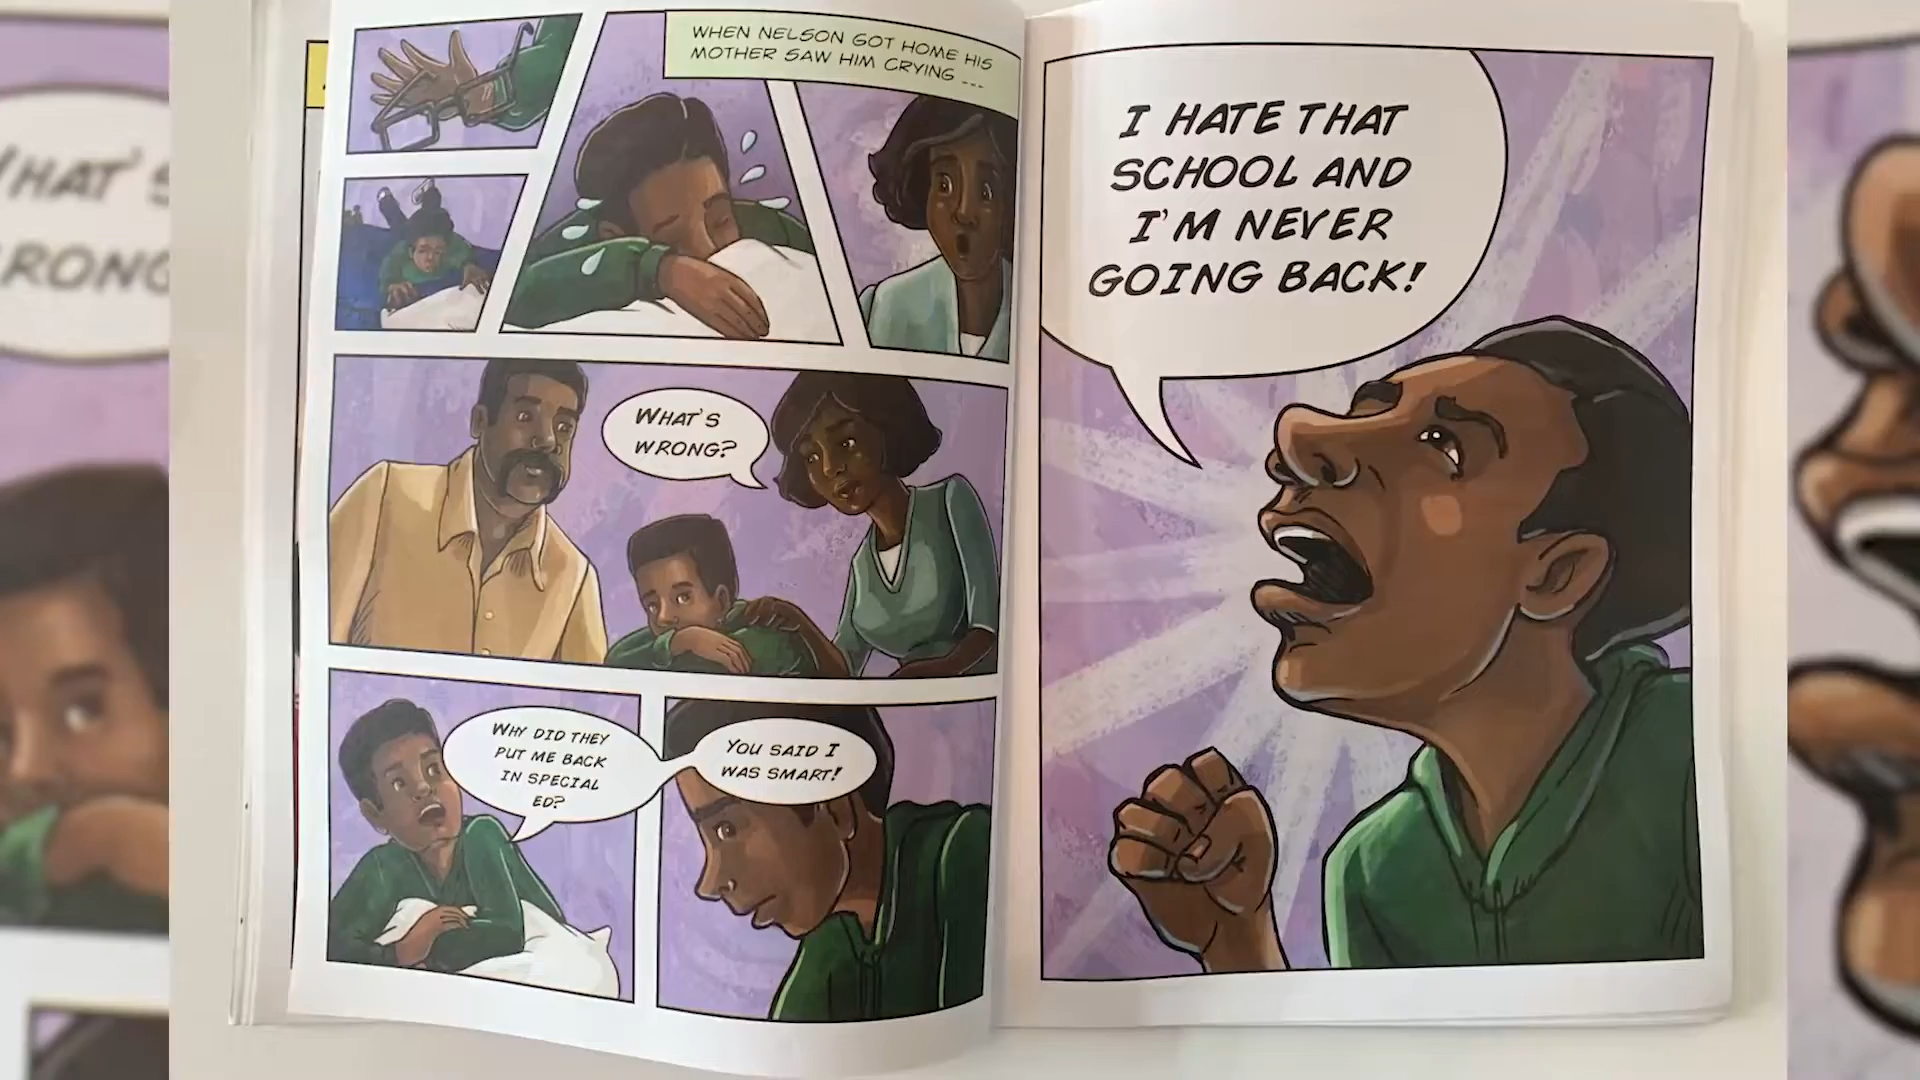 WHEN NELSON GOT HOME HIS
MOTHER SAW HIM CRYING ---
WHAT'S
WRONG?
WHY DID THEY
PUT ME BACK
IN SPECIAL
ED?
YOU SAID I
WAS SMART!
I HATE THAT
SCHOOL AND
I'M NEVER
GOING BACK!